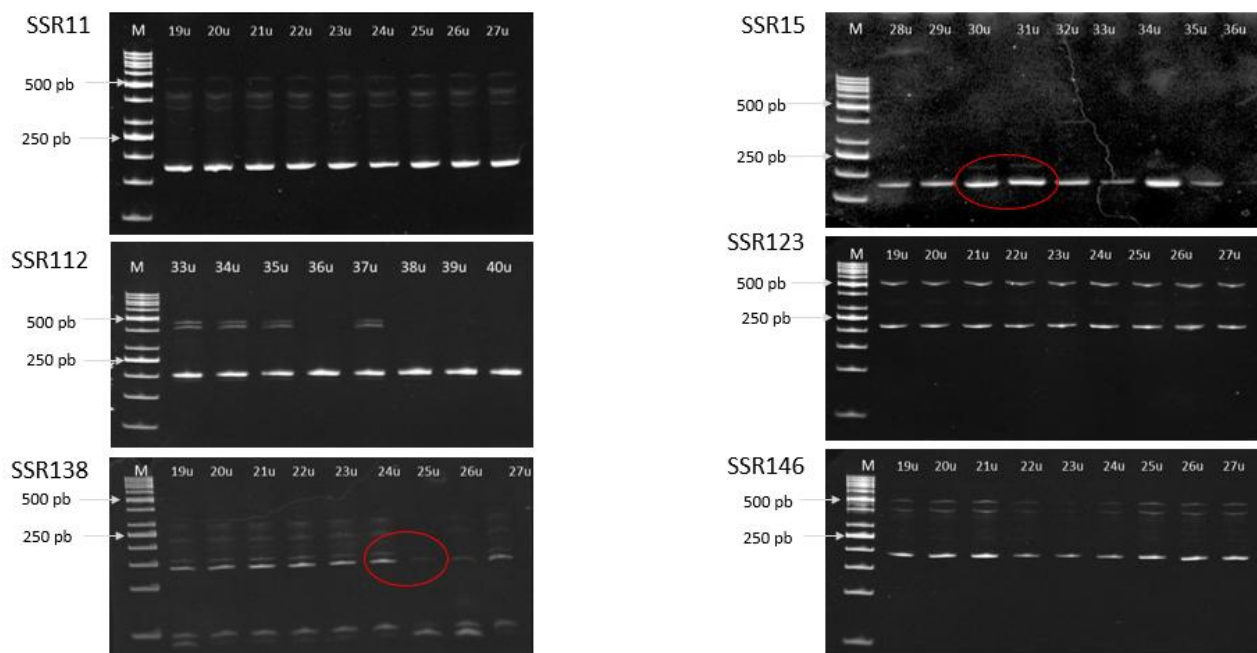 SSR11
M 19u 20u 21u 22u 23u 24u 25u 26u 27u
500 pb
250 pb
SSR112
M 33u 34u 35u 36u 37u 38u 39u 40u
500 pb
250 pb
SSR138
M 19u 20u 21u 22u 23u 24u 25u 26u 27u
500 pb
250 pb
SSR15
M 28u 29u 30u 31u 32u 33u 34u 35u 36u
500 pb
250 pb
SSR123
M 19u 20u 21u 22u 23u 24u 25u 26u 27u
500 pb
250 pb
SSR146
M 19u 20u 21u 22u 23u 24u 25u 26u 27u
500 pb
250 pb